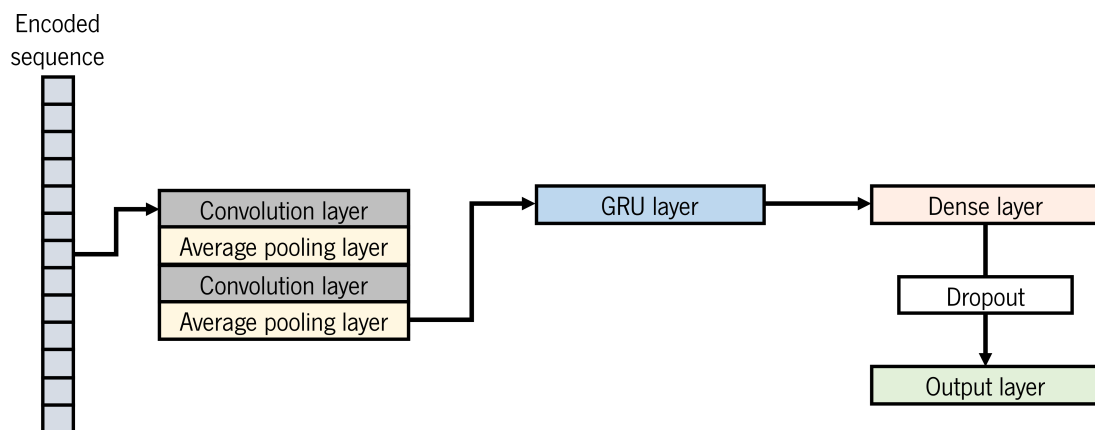 Encoded
sequence
Convolution layer
Average pooling layer
Convolution layer
Average pooling layer
GRU layer
Dense layer
Dropout
Output layer